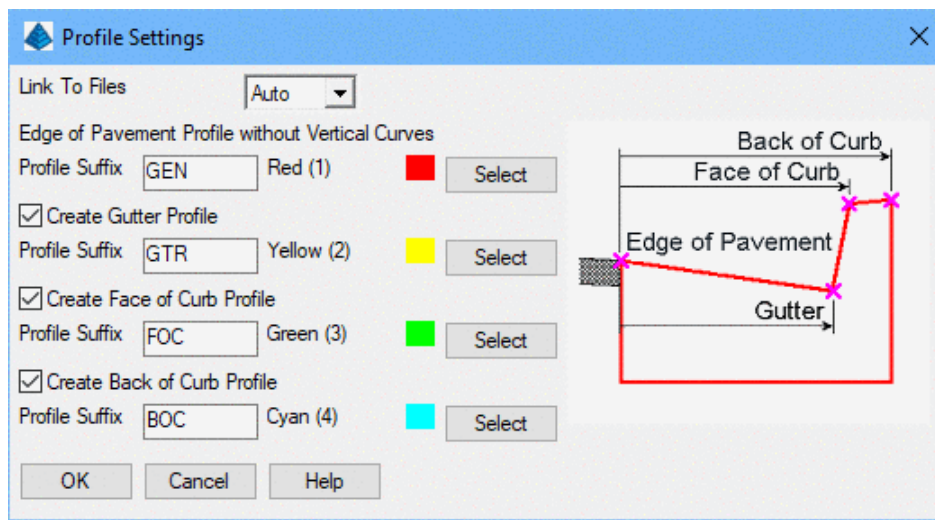 Profile Settings
Link To Files Auto
Edge of Pavement Profile without Vertical Curves
Profile Suffix GEN Red (1) Select
Create Gutter Profile
Profile Suffix GTR Yellow (2) Select
Create Face of Curb Profile
Profile Suffix FOC Green (3) Select
Create Back of Curb Profile
Profile Suffix BOC Cyan (4) Select
OK Cancel Help
Back of Curb
Face of Curb
Edge of Pavement
Gutter